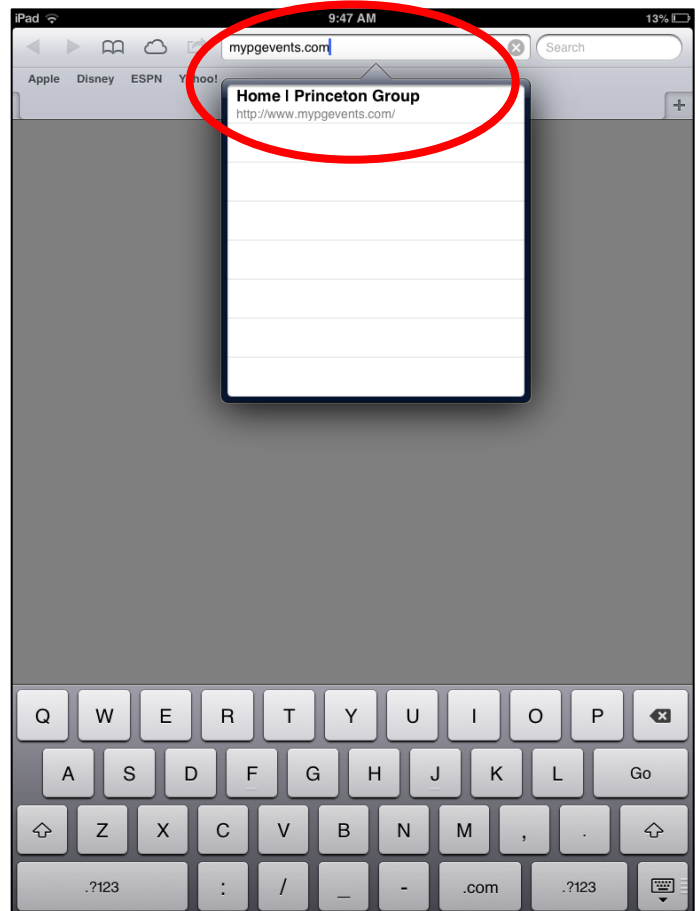 iPad 9:47 AM 13%
mypgevents.com Search
Apple Disney ESPN Yahoo!
Home | Princeton Group
http://www.mypgevents.com/
Q W E R T Y U I O P
A S D F G H J K L Go
Z X C V B N M , .
.?123 : / _ - .com .?123